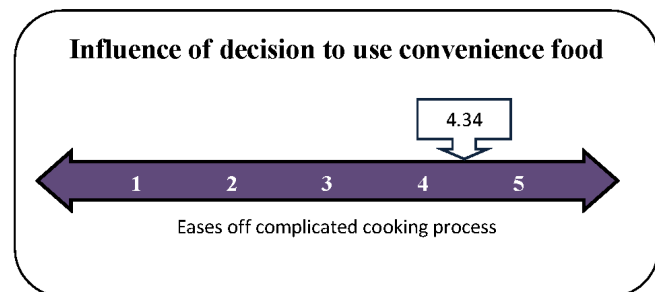 Influence of decision to use convenience food
4.34
1 2 3 4 5
Eases off complicated cooking process